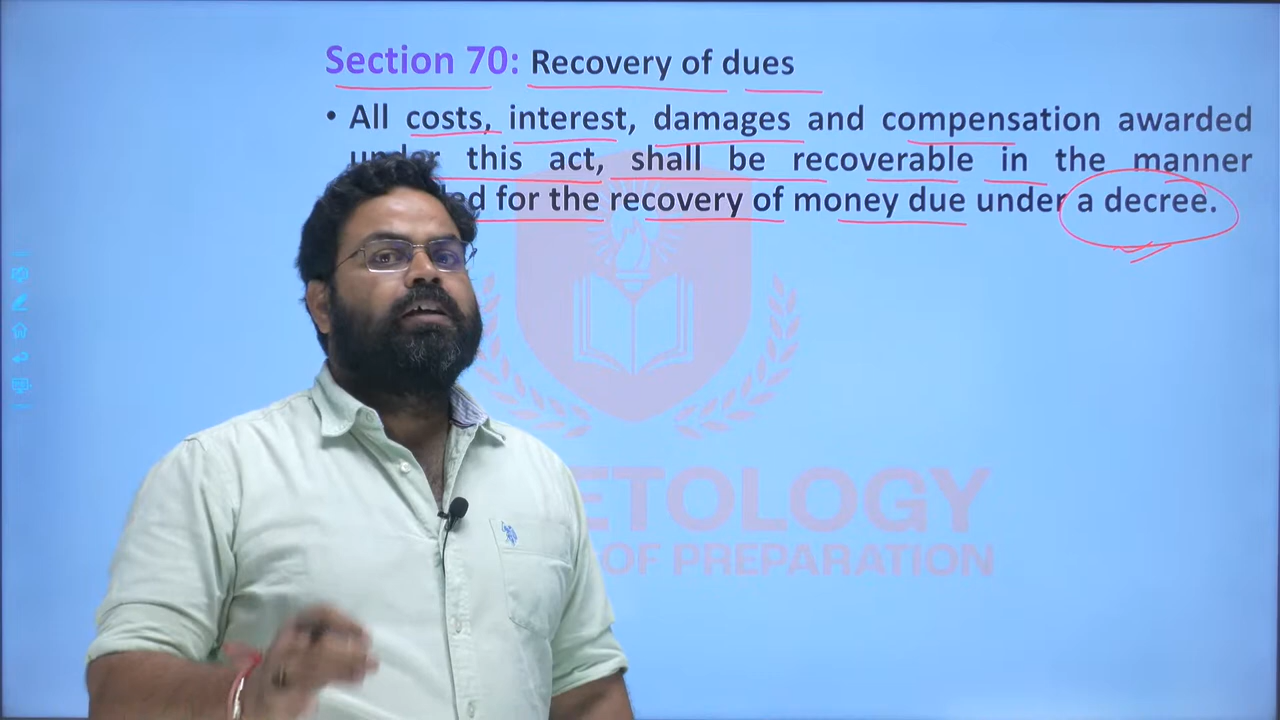 Section 70: Recovery of dues
• All costs, interest, damages and compensation awarded
this act, shall be recoverable in the manner
for the recovery of money due under a decree.
ETOLOGY
OF PREPARATION